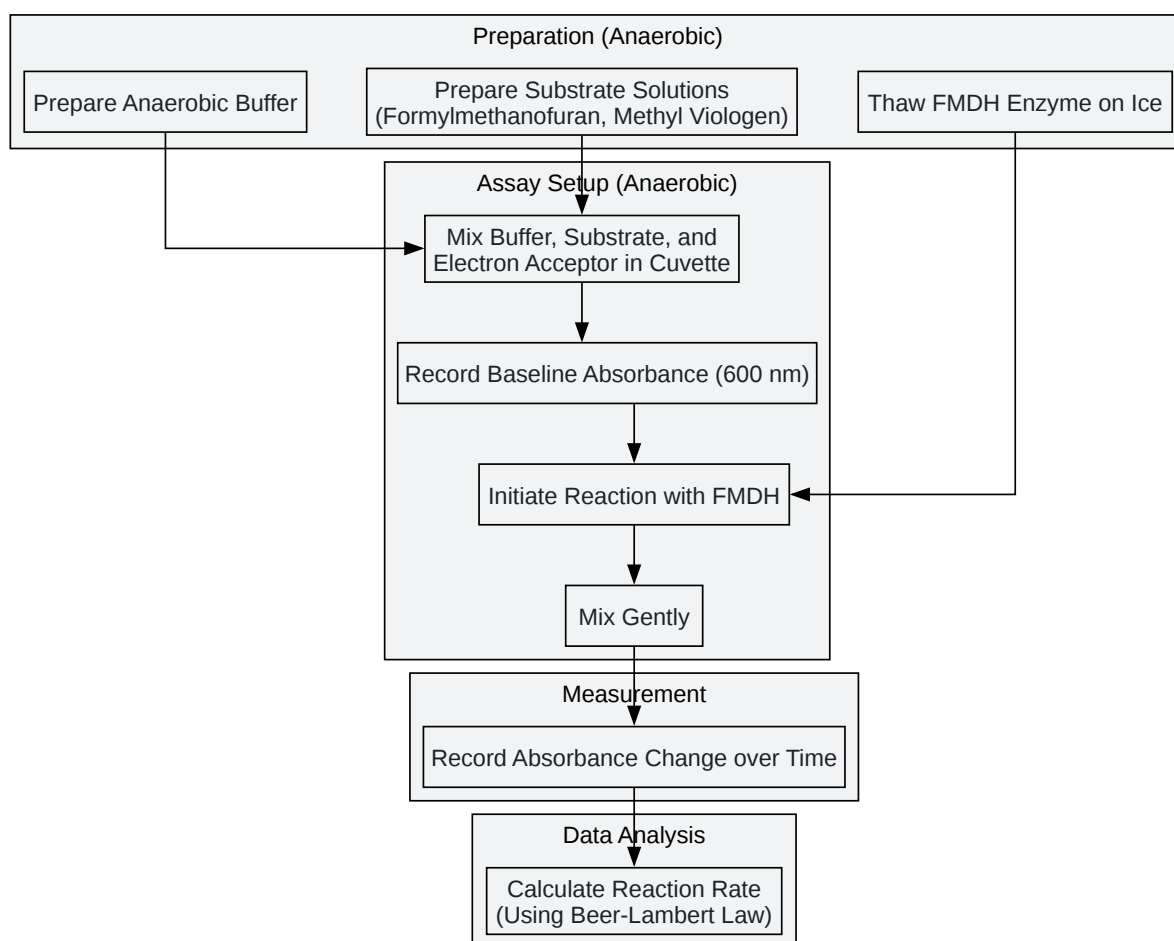 Preparation (Anaerobic)
Prepare Anaerobic Buffer
Prepare Substrate Solutions
(Formylmethanofuran, Methyl Viologen)
Thaw FMDH Enzyme on Ice
Assay Setup (Anaerobic)
Mix Buffer, Substrate, and
Electron Acceptor in Cuvette
Record Baseline Absorbance (600 nm)
Initiate Reaction with FMDH
Mix Gently
Measurement
Record Absorbance Change over Time
Data Analysis
Calculate Reaction Rate
(Using Beer-Lambert Law)